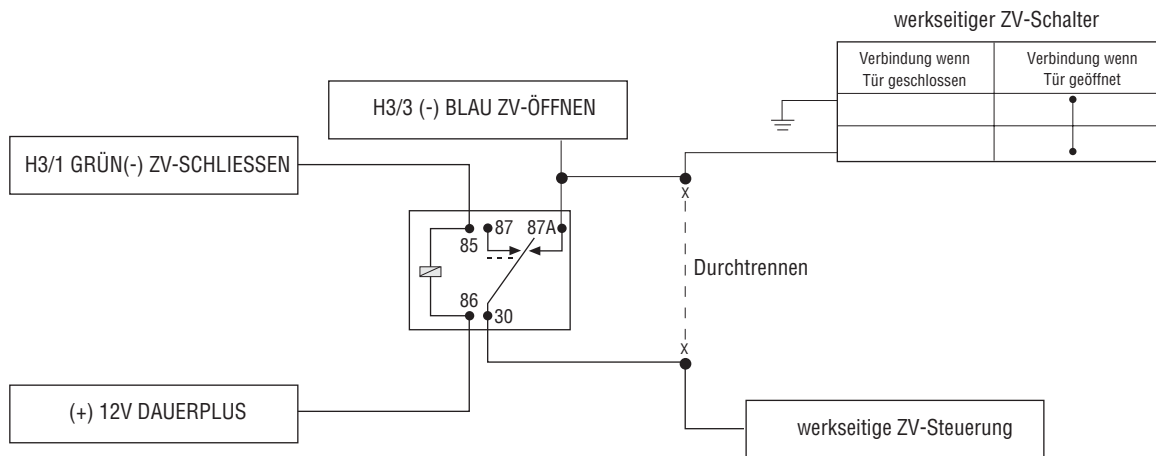 werkseitiger ZV-Schalter
Verbindung wenn
Tür geschlossen
Verbindung wenn
Tür geöffnet
H3/3 (-) BLAU ZV-ÖFFNEN
H3/1 GRÜN(-) ZV-SCHLIESSEN
X
87
87A
85
Durchtrennen
86
30
X
(+) 12V DAUERPLUS
werkseitige ZV-Steuerung